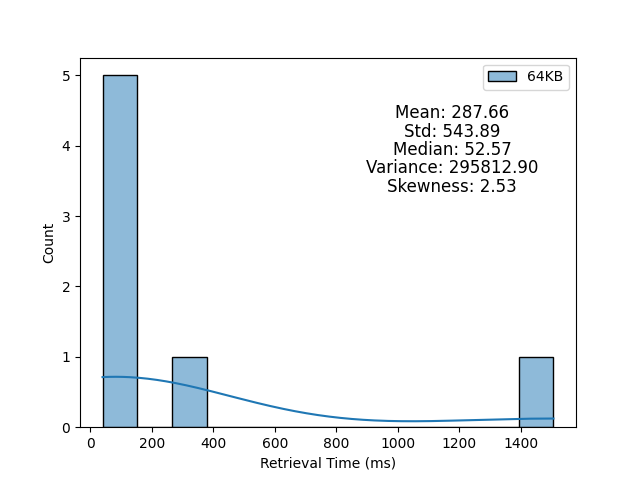 64KB
Mean: 287.66
Std: 543.89
Median: 52.57
Variance: 295812.90
Skewness: 2.53
Count
5
4
3
2
1
0
0 200 400 600 800 1000 1200 1400
Retrieval Time (ms)